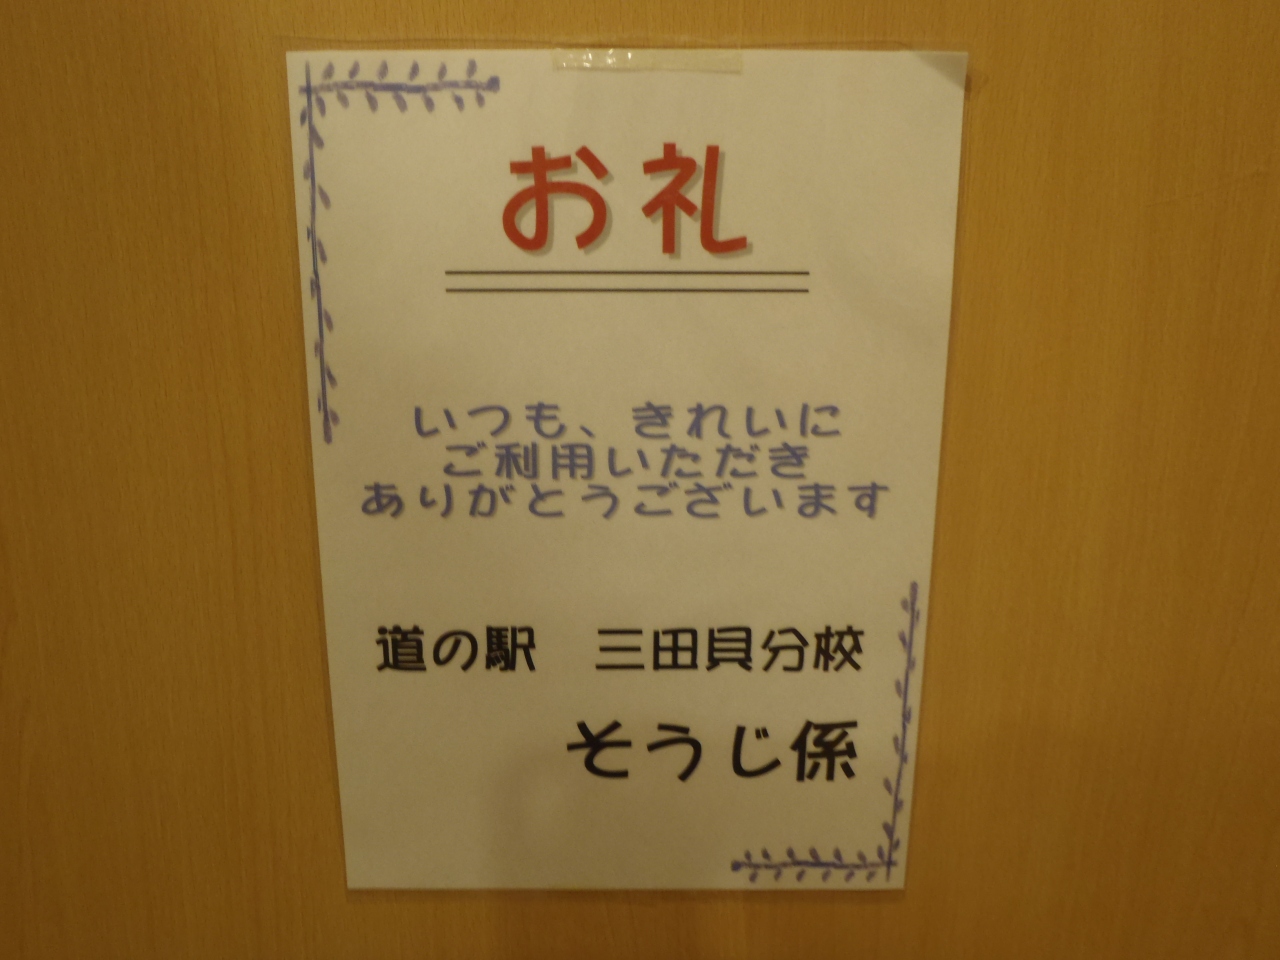 お礼
いつも、きれいに
ご利用いただき
ありがとうございます
道の駅　三田貝分校
そうじ係